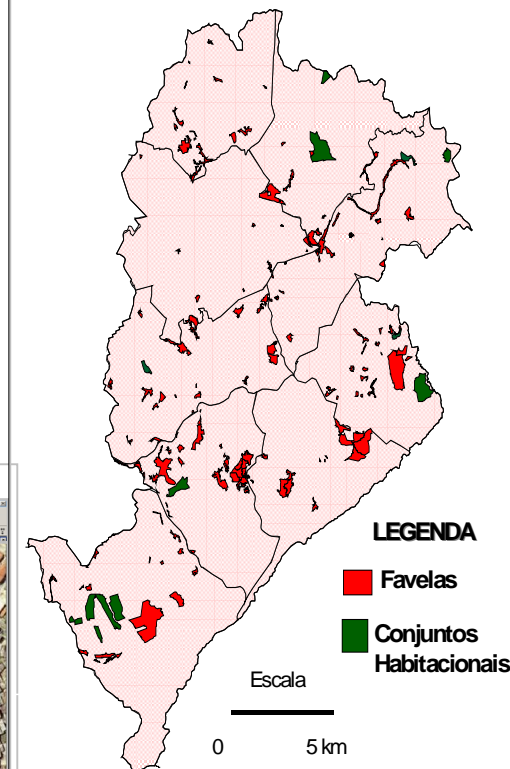 LEGENDA
Favelas
Conjuntos
Habitacionais
Escala
0 5 km